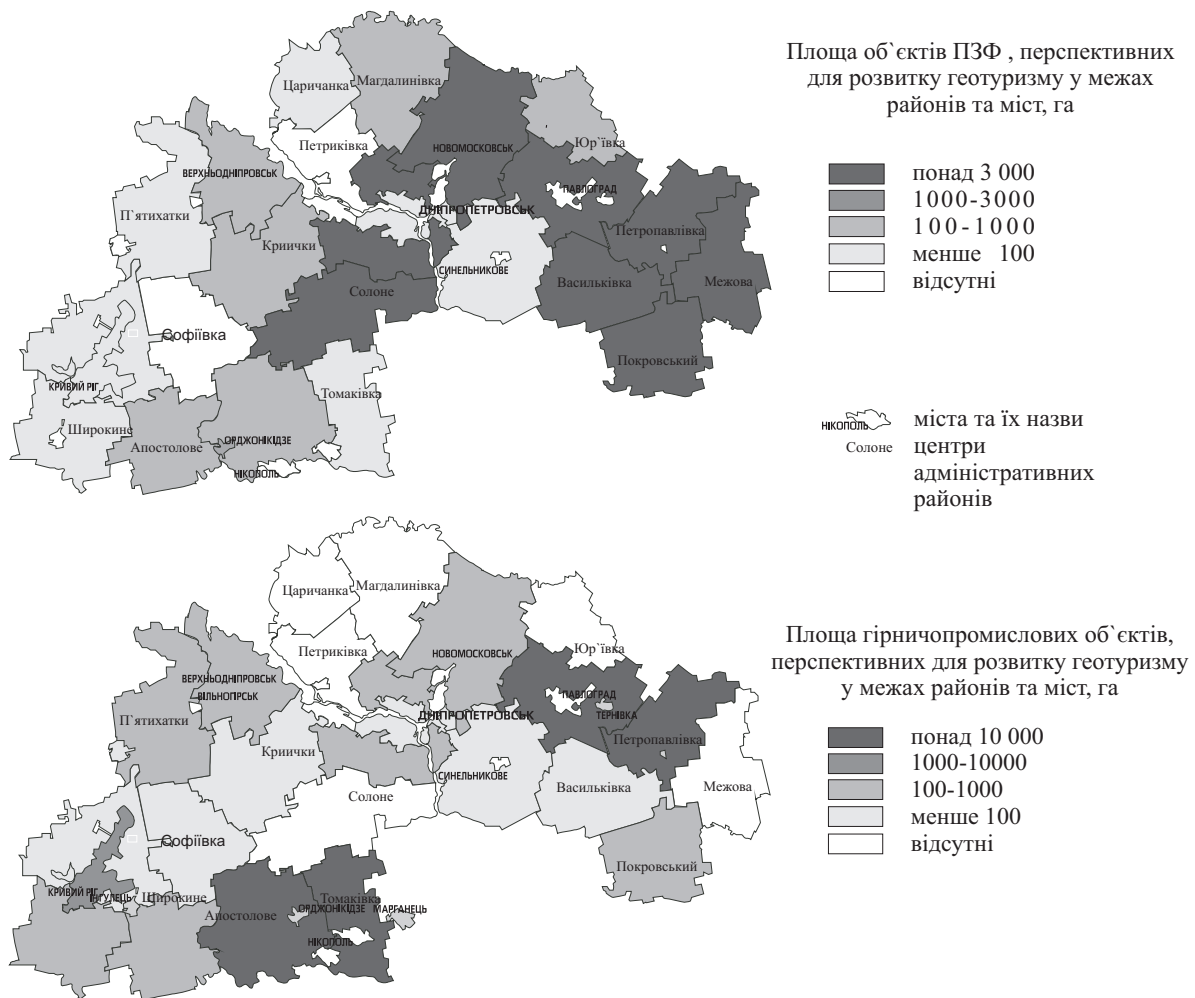 Площа об`єктів ПЗФ , перспективних
для розвитку геотуризму у межах
районів та міст, га
понад 3 000
1000-3000
100-1000
менше 100
відсутні
НІКОПОЛЬ
міста та їх назви
Солоне
центри
адміністративних
районів
Царичанка
Магдалинівка
Петриківка
НОВОМОСКОВСЬК
Юр`ївка
ВЕРХНЬОДНІПРОВСЬК
ПАВЛОГРАД
П`ятихатки
ДНІПРОПЕТРОВСЬК
Криички
Петропавлівка
СИНЕЛЬНИКОВЕ
Солоне
Васильківка
Межова
Софіївка
Покровський
КРИВИЙ РІГ
Томаківка
Широкине
Апостолове
ОРДЖОНІКІДЗЕ
НІКОПОЛЬ
Площа гірничопромислових об`єктів,
перспективних для розвитку геотуризму
у межах районів та міст, га
понад 10 000
1000-10000
100-1000
менше 100
відсутні
Царичанка
Магдалинівка
Петриківка
НОВОМОСКОВСЬК
Юр`ївка
ВЕРХНЬОДНІПРОВСЬК
ВІЛЬНОГІРСЬК
ПАВЛОГРАД
ТЕРНІВКА
П`ятихатки
ДНІПРОПЕТРОВСЬК
Криички
Петропавлівка
СИНЕЛЬНИКОВЕ
Солоне
Васильківка
Межова
Софіївка
Покровський
КРИВИЙ РІГ
ІНГУЛЕЦЬ
Широкине
Апостолове
Томаківка
ОРДЖОНІКІДЗЕ
МАРГАНЕЦЬ
НІКОПОЛЬ